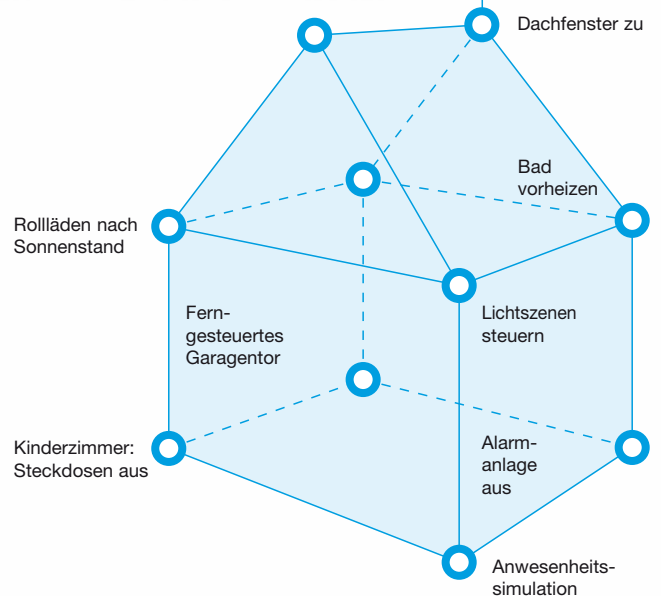 Dachfenster zu
Bad
vorheizen
Rollläden nach
Sonnenstand
Fern-
gesteuertes
Garagentor
Lichtszenen
steuern
Kinderzimmer:
Steckdosen aus
Alarm-
anlage
aus
Anwesenheits-
simulation